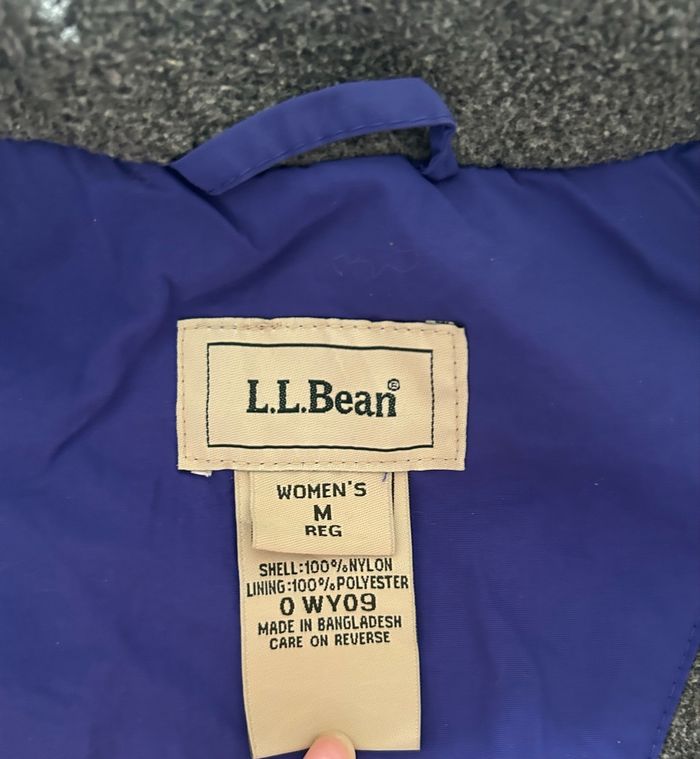 L.L.Bean®
WOMEN'S
M
REG
SHELL:100%NYLON
LINING:100%POLYESTER
0 WY09
MADE IN BANGLADESH
CARE ON REVERSE